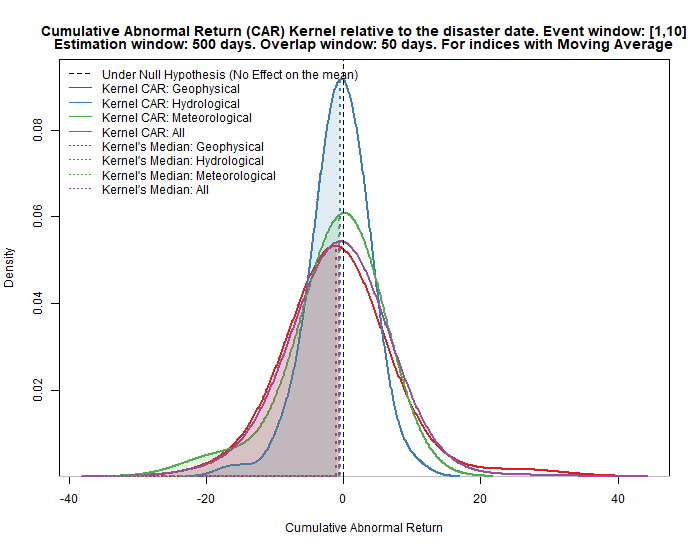 Cumulative Abnormal Return (CAR) Kernel relative to the disaster date. Event window: [1,10]
Estimation window: 500 days. Overlap window: 50 days. For indices with Moving Average
Under Null Hypothesis (No Effect on the mean)
Kernel CAR: Geophysical
Kernel CAR: Hydrological
Kernel CAR: Meteorological
Kernel CAR: All
Kernel's Median: Geophysical
Kernel's Median: Hydrological
Kernel's Median: Meteorological
Kernel's Median: All
Density
0.08
0.06
0.04
0.02
-40
-20
0
20
40
Cumulative Abnormal Return